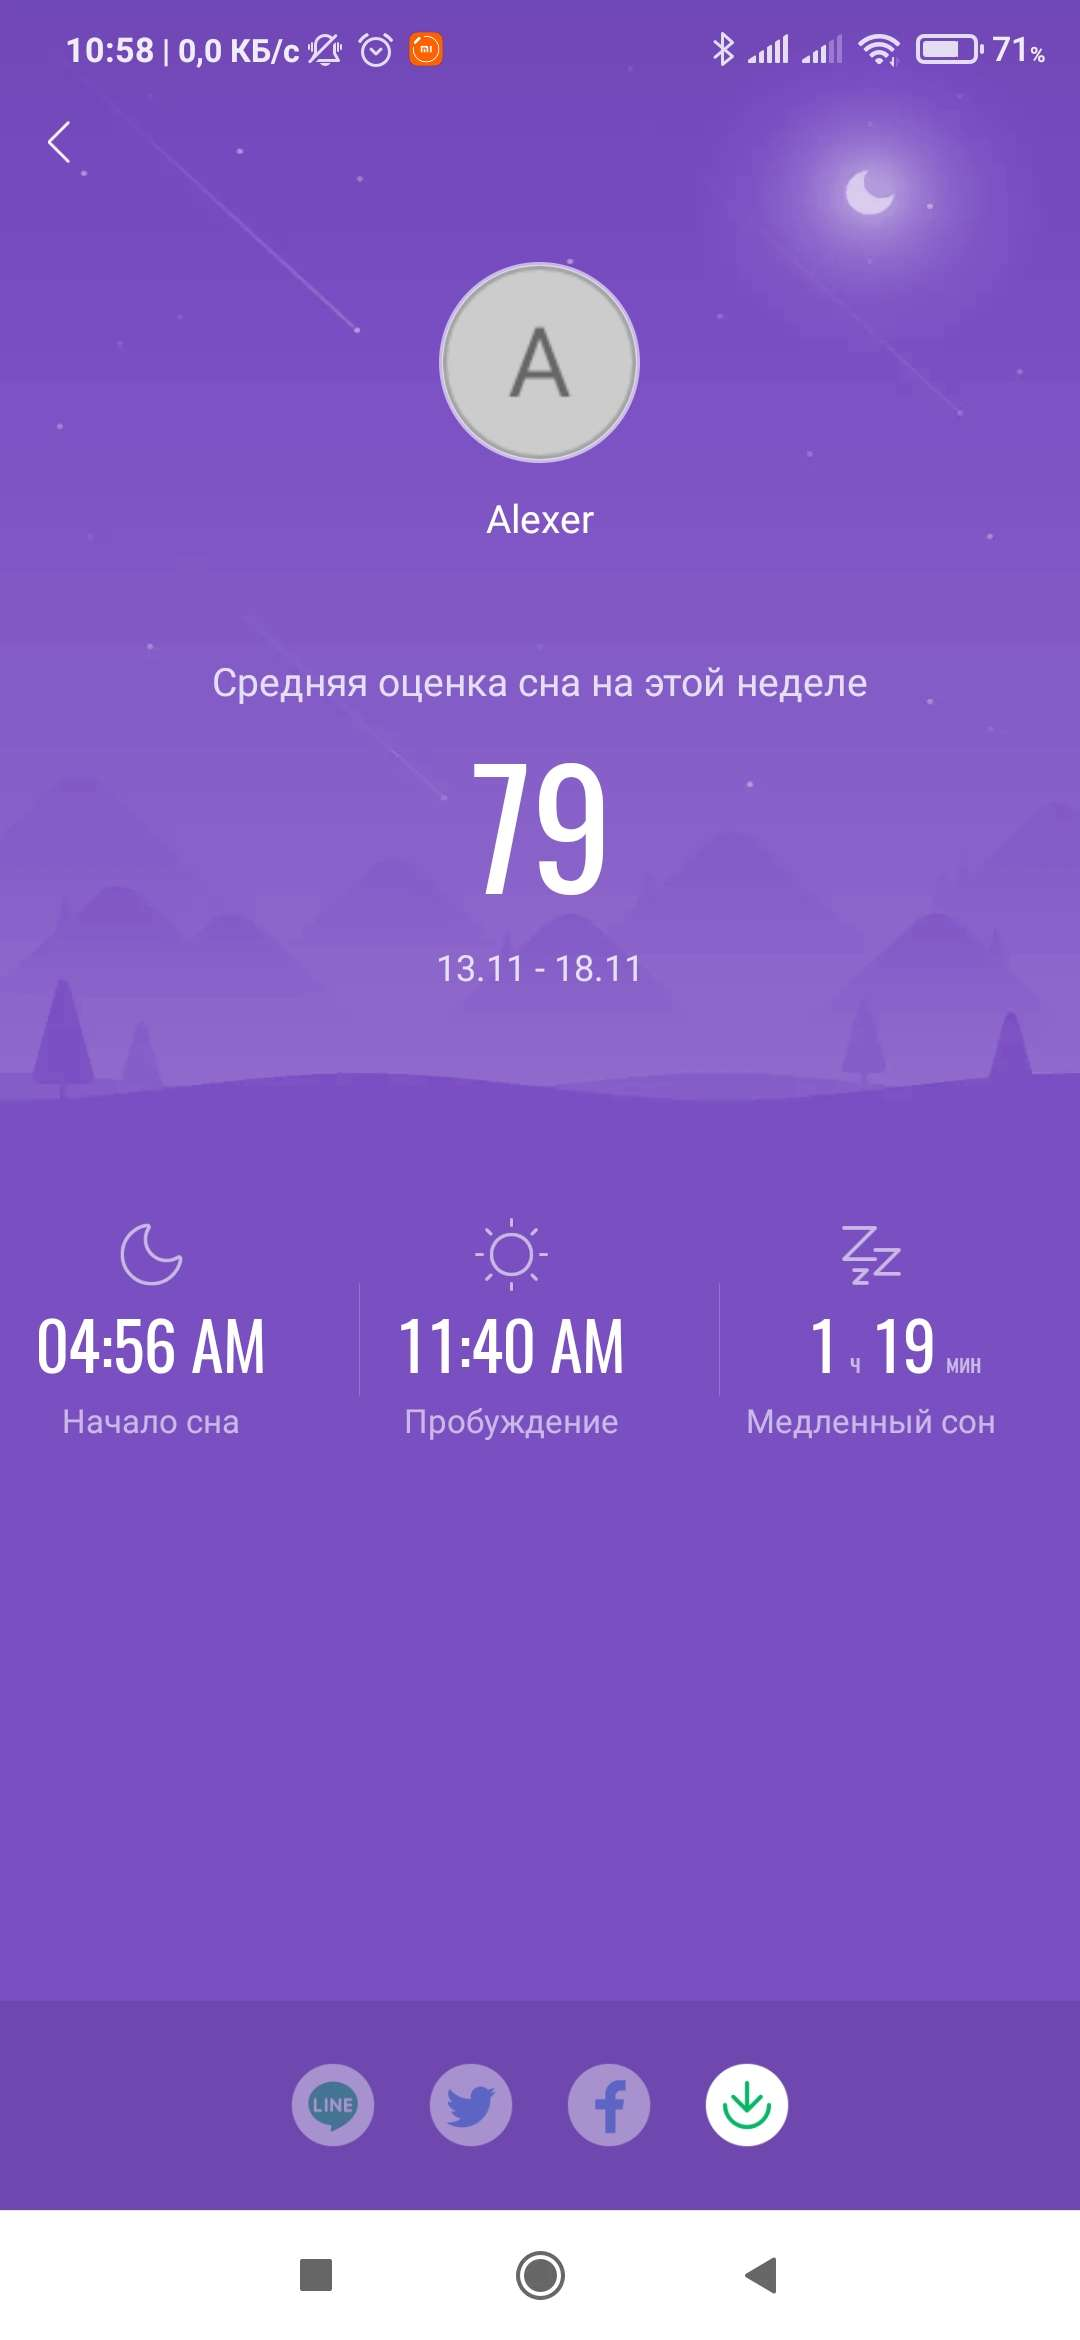 10:58 | 0,0 КБ/с 71%
A
Alexer
Средняя оценка сна на этой неделе
79
13.11 - 18.11
04:56 AM 11:40 AM 1 ч 19 мин
Начало сна Пробуждение Медленный сон
LINE